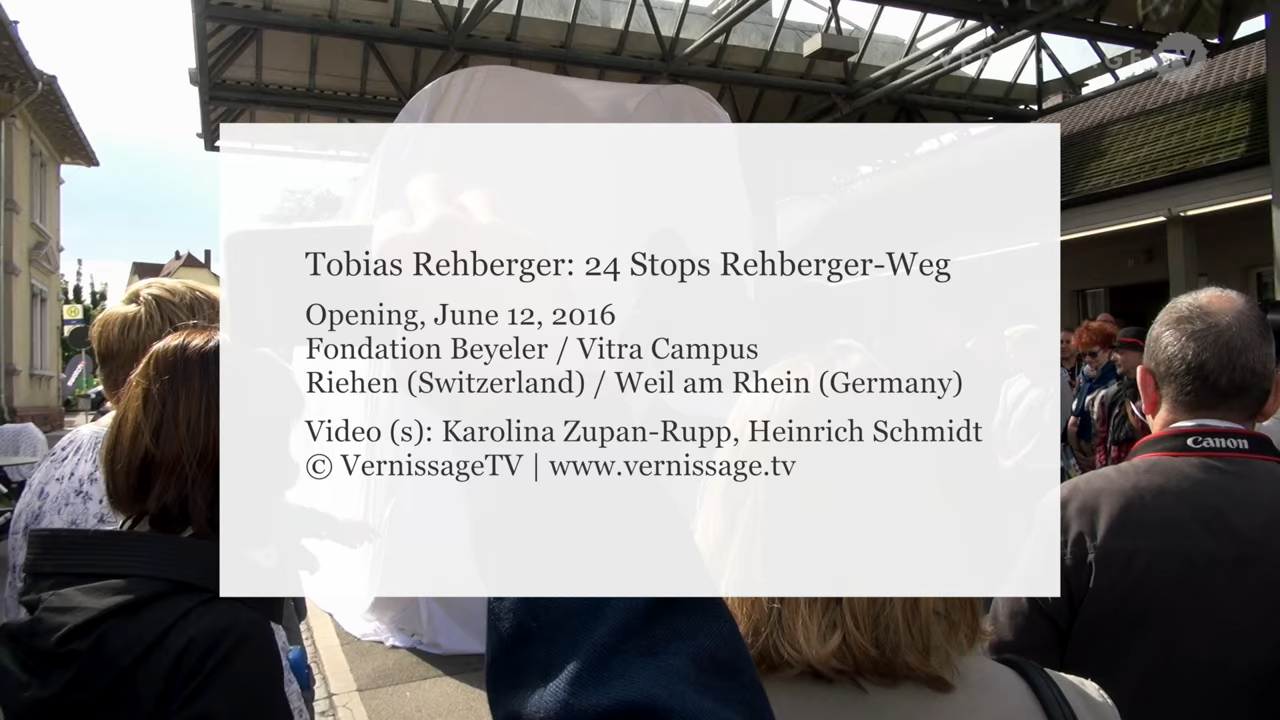 Tobias Rehberger: 24 Stops Rehberger-Weg
Opening, June 12, 2016
Fondation Beyeler / Vitra Campus
Riehen (Switzerland) / Weil am Rhein (Germany)
Video (s): Karolina Zupan-Rupp, Heinrich Schmidt
© VernissageTV | www.vernissage.tv
Canon
H